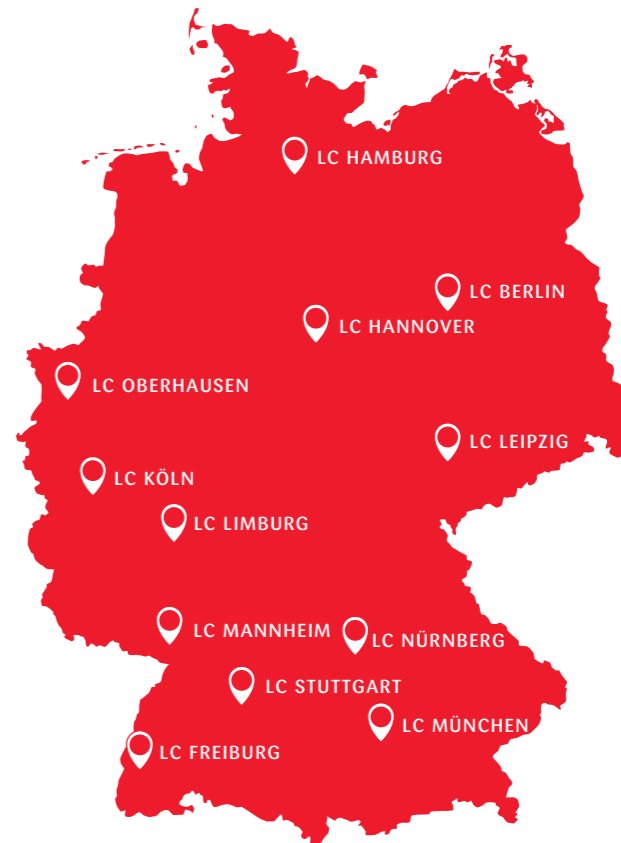 LC HAMBURG
LC BERLIN
LC HANNOVER
LC OBERHAUSEN
LC LEIPZIG
LC KÖLN
LC LIMBURG
LC MANNHEIM
LC NÜRNBERG
LC STUTTGART
LC MÜNCHEN
LC FREIBURG